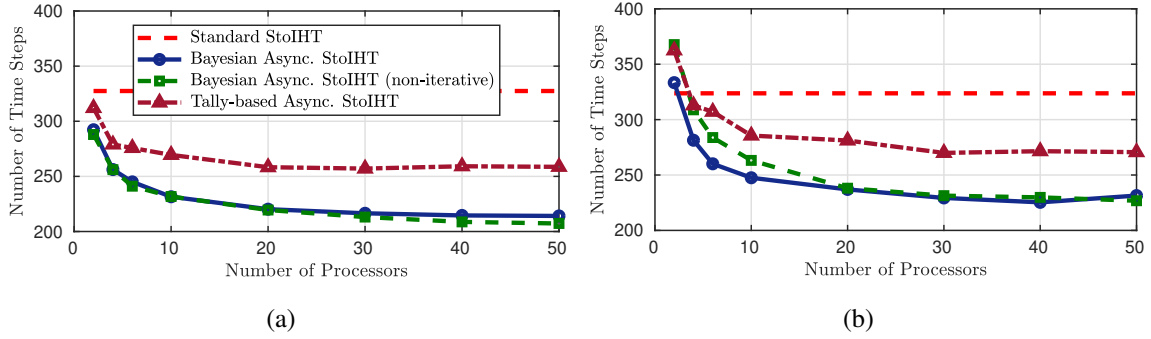 400
350
300
250
200
Number of Time Steps
Standard StoIHT
Bayesian Async. StoIHT
Bayesian Async. StoIHT (non-iterative)
Tally-based Async. StoIHT
0 10 20 30 40 50
Number of Processors
(a)
400
350
300
250
200
Number of Time Steps
0 10 20 30 40 50
Number of Processors
(b)